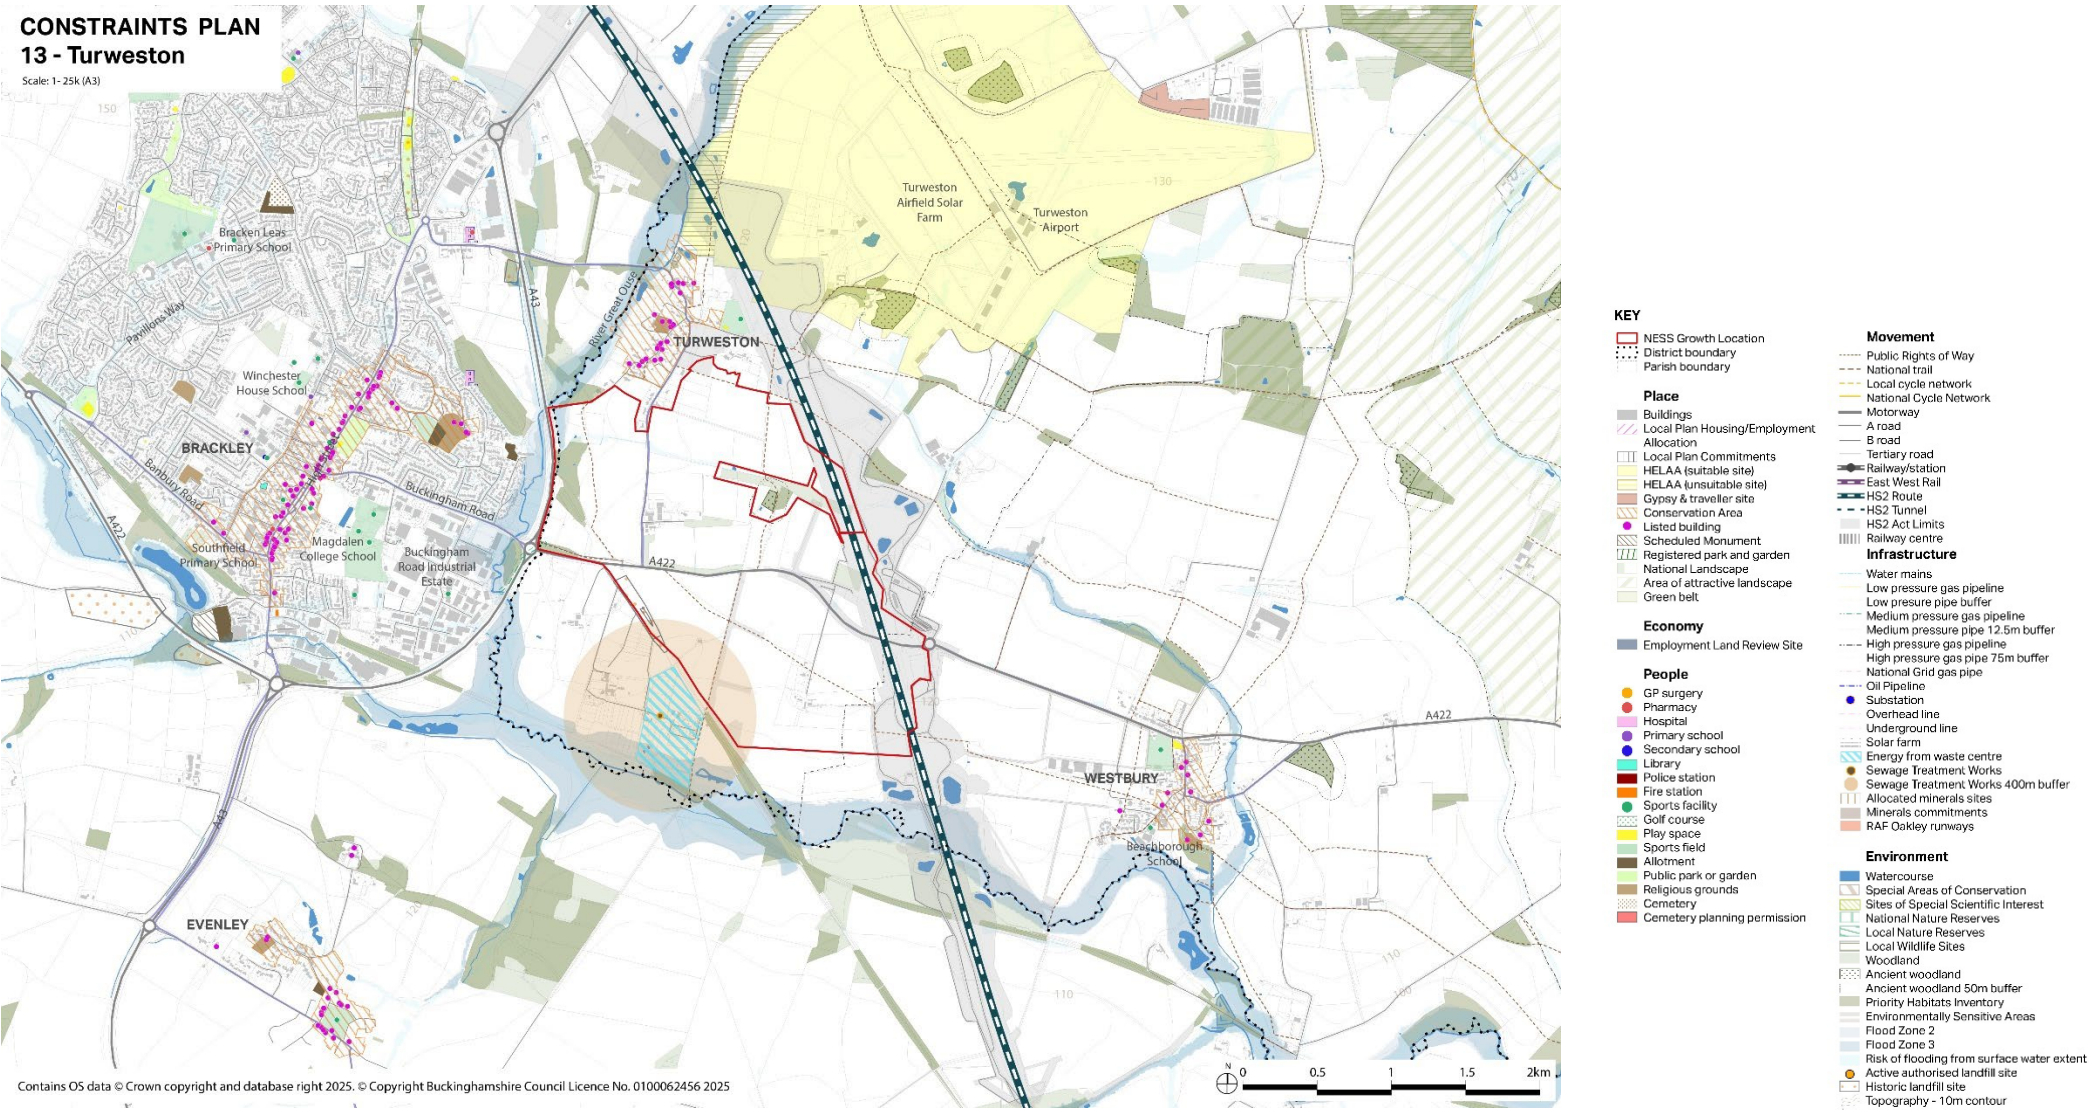 CONSTRAINTS PLAN
13 - Turweston
Scale: 1- 25k (A3)
150
Bracken Leas
Primary School
Pavillons Way
A43
River Great Ouse
TURWESTON
Turweston
Airfield Solar
Farm
Turweston
Airport
130
120
Winchester
House School
BRACKLEY
Banbury Road
High Street
Buckingham Road
A422
Southfield
Primary School
Magdalen
College School
Buckingham
Road Industrial
Estate
A422
110
120
A422
WESTBURY
Beachborough
School
A43
EVENLEY
120
110
110
100
Contains OS data © Crown copyright and database right 2025. © Copyright Buckinghamshire Council Licence No. 0100062456 2025
N
0 0.5 1 1.5 2km
KEY
NESS Growth Location
District boundary
Parish boundary
Place
Buildings
Local Plan Housing/Employment
Allocation
Local Plan Commitments
HELAA (suitable site)
HELAA (unsuitable site)
Gypsy & traveller site
Conservation Area
Listed building
Scheduled Monument
Registered park and garden
National Landscape
Area of attractive landscape
Green belt
Economy
Employment Land Review Site
People
GP surgery
Pharmacy
Hospital
Primary school
Secondary school
Library
Police station
Fire station
Sports facility
Golf course
Play space
Sports field
Allotment
Public park or garden
Religious grounds
Cemetery
Cemetery planning permission
Movement
Public Rights of Way
National trail
Local cycle network
National Cycle Network
Motorway
A road
B road
Tertiary road
Railway/station
East West Rail
HS2 Route
HS2 Tunnel
HS2 Act Limits
Railway centre
Infrastructure
Water mains
Low pressure gas pipeline
Low presure pipe buffer
Medium pressure gas pipeline
Medium pressure pipe 12.5m buffer
High pressure gas pipeline
High pressure gas pipe 75m buffer
National Grid gas pipe
Oil Pipeline
Substation
Overhead line
Underground line
Solar farm
Energy from waste centre
Sewage Treatment Works
Sewage Treatment Works 400m buffer
Allocated minerals sites
Minerals commitments
RAF Oakley runways
Environment
Watercourse
Special Areas of Conservation
Sites of Special Scientific Interest
National Nature Reserves
Local Nature Reserves
Local Wildlife Sites
Woodland
Ancient woodland
Ancient woodland 50m buffer
Priority Habitats Inventory
Environmentally Sensitive Areas
Flood Zone 2
Flood Zone 3
Risk of flooding from surface water extent
Active authorised landfill site
Historic landfill site
Topography - 10m contour